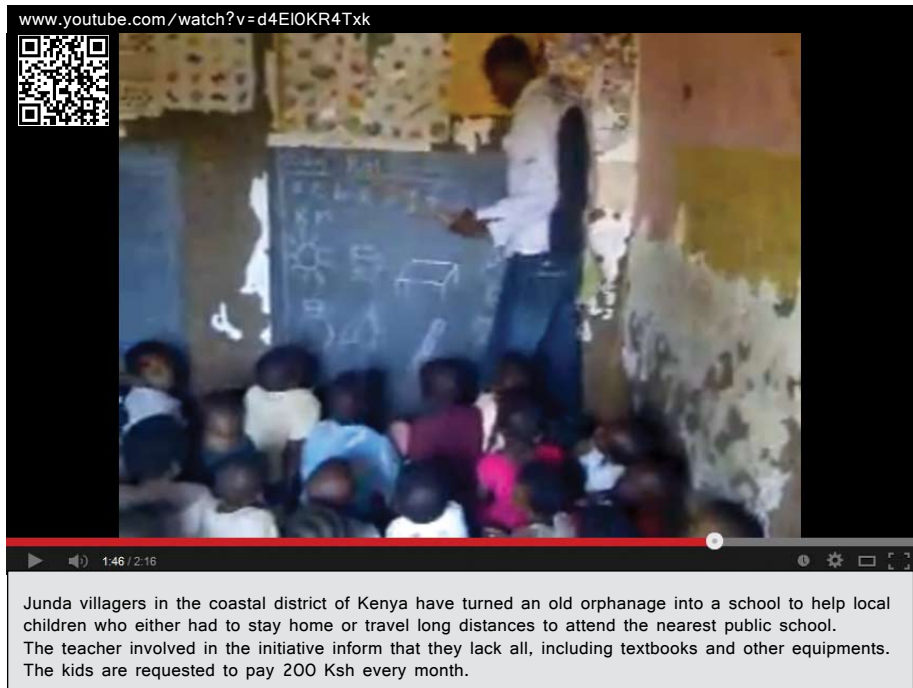 www.youtube.com/watch?v=d4El0KR4Txk
1:46 / 2:16
Junda villagers in the coastal district of Kenya have turned an old orphanage into a school to help local
children who either had to stay home or travel long distances to attend the nearest public school.
The teacher involved in the initiative inform that they lack all, including textbooks and other equipments.
The kids are requested to pay 200 Ksh every month.